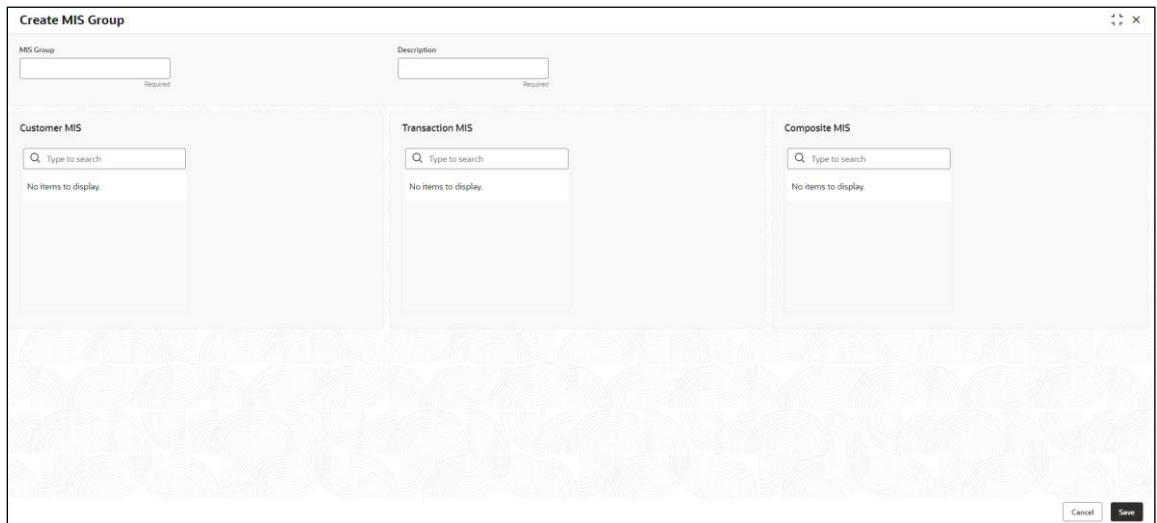 Create MIS Group
MIS Group
Required
Description
Required
Customer MIS
Type to search
No items to display.
Transaction MIS
Type to search
No items to display.
Composite MIS
Type to search
No items to display.
Cancel
Save